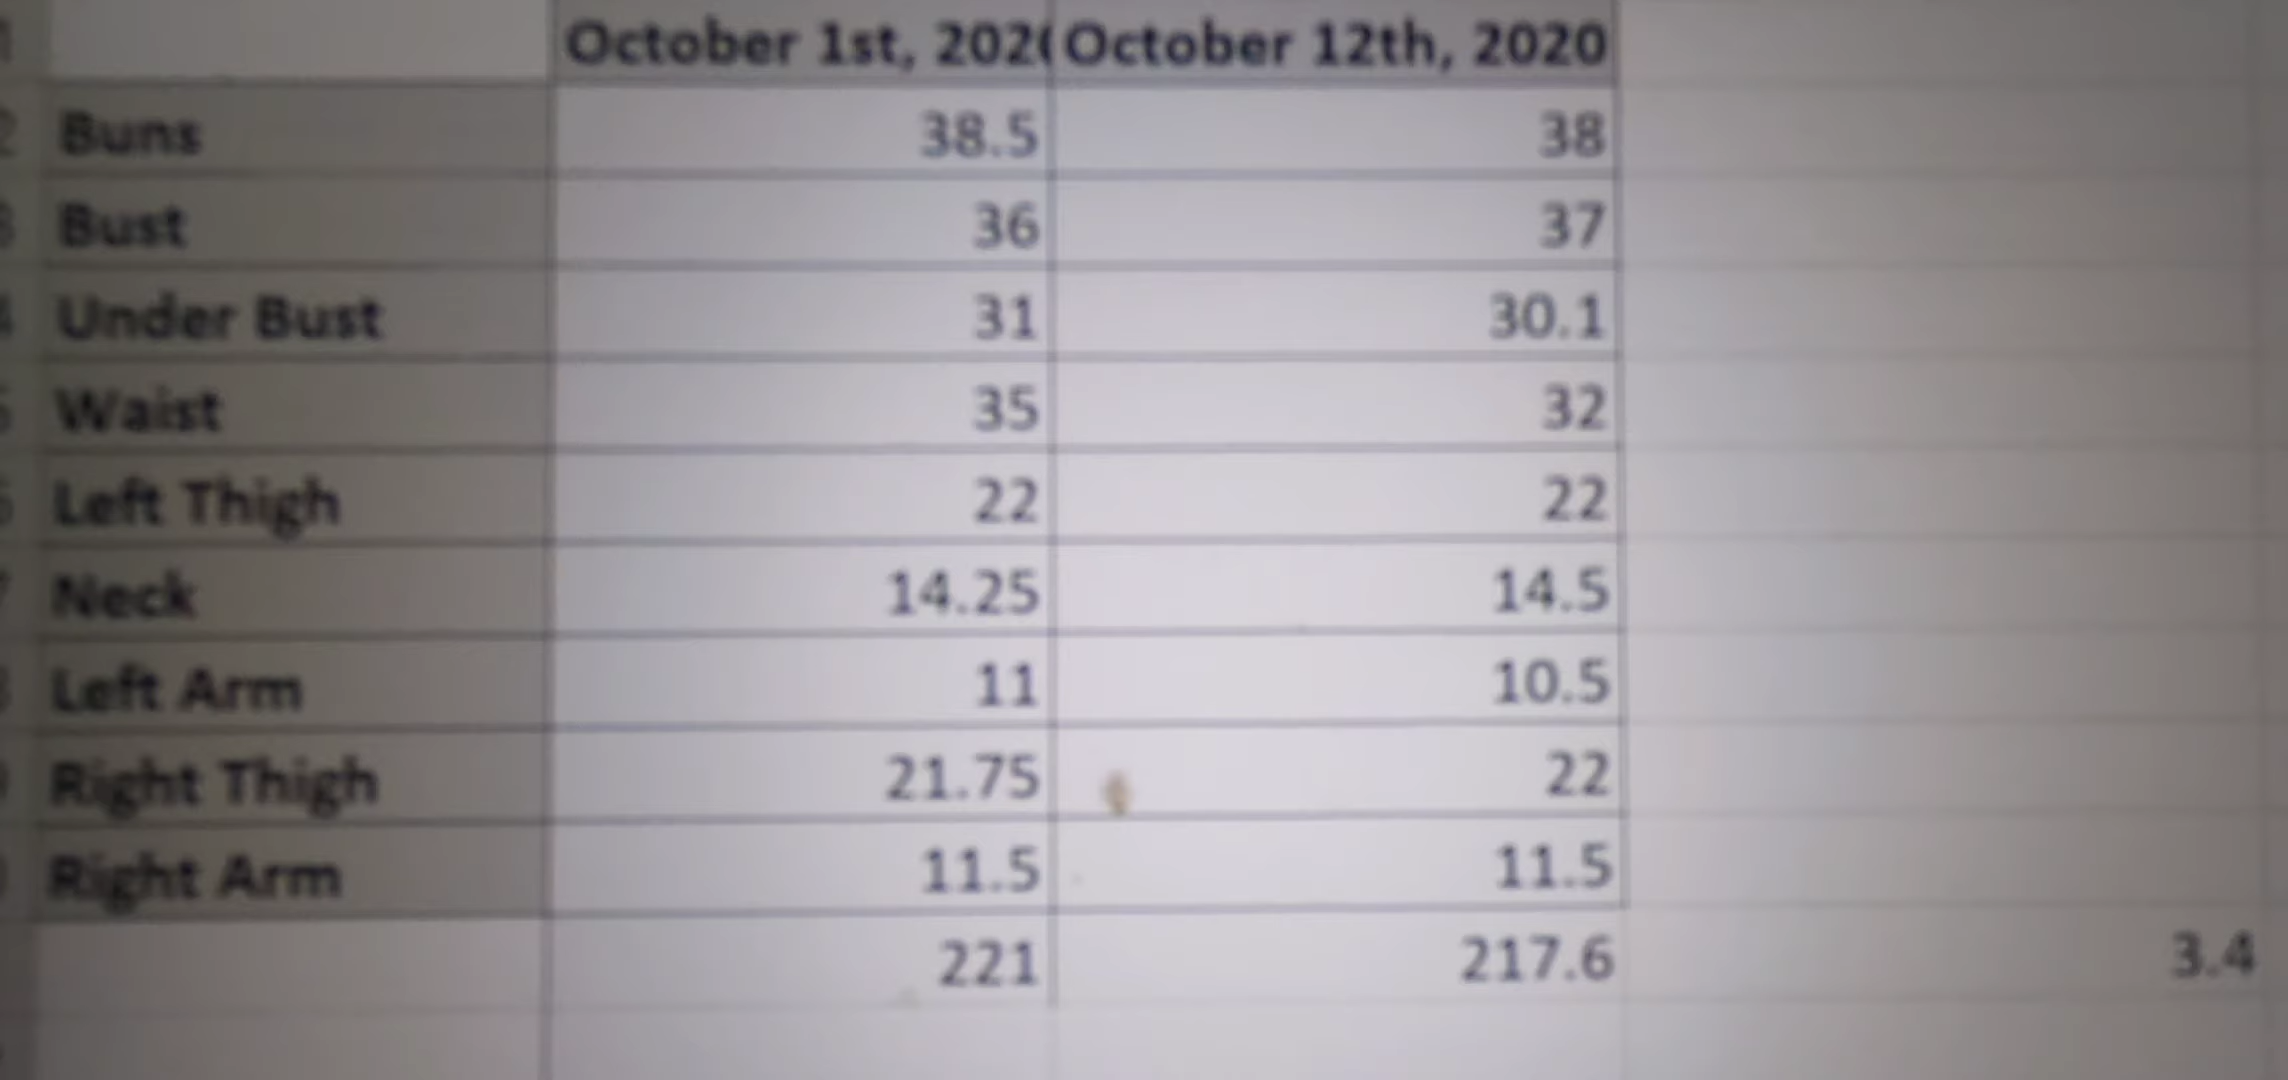 October 1st, 202 October 12th, 2020
Buns 38.5 38
Bust 36 37
Under Bust 31 30.1
Waist 35 32
Left Thigh 22 22
Neck 14.25 14.5
Left Arm 11 10.5
Right Thigh 21.75 22
Right Arm 11.5 11.5
221 217.6 3.4